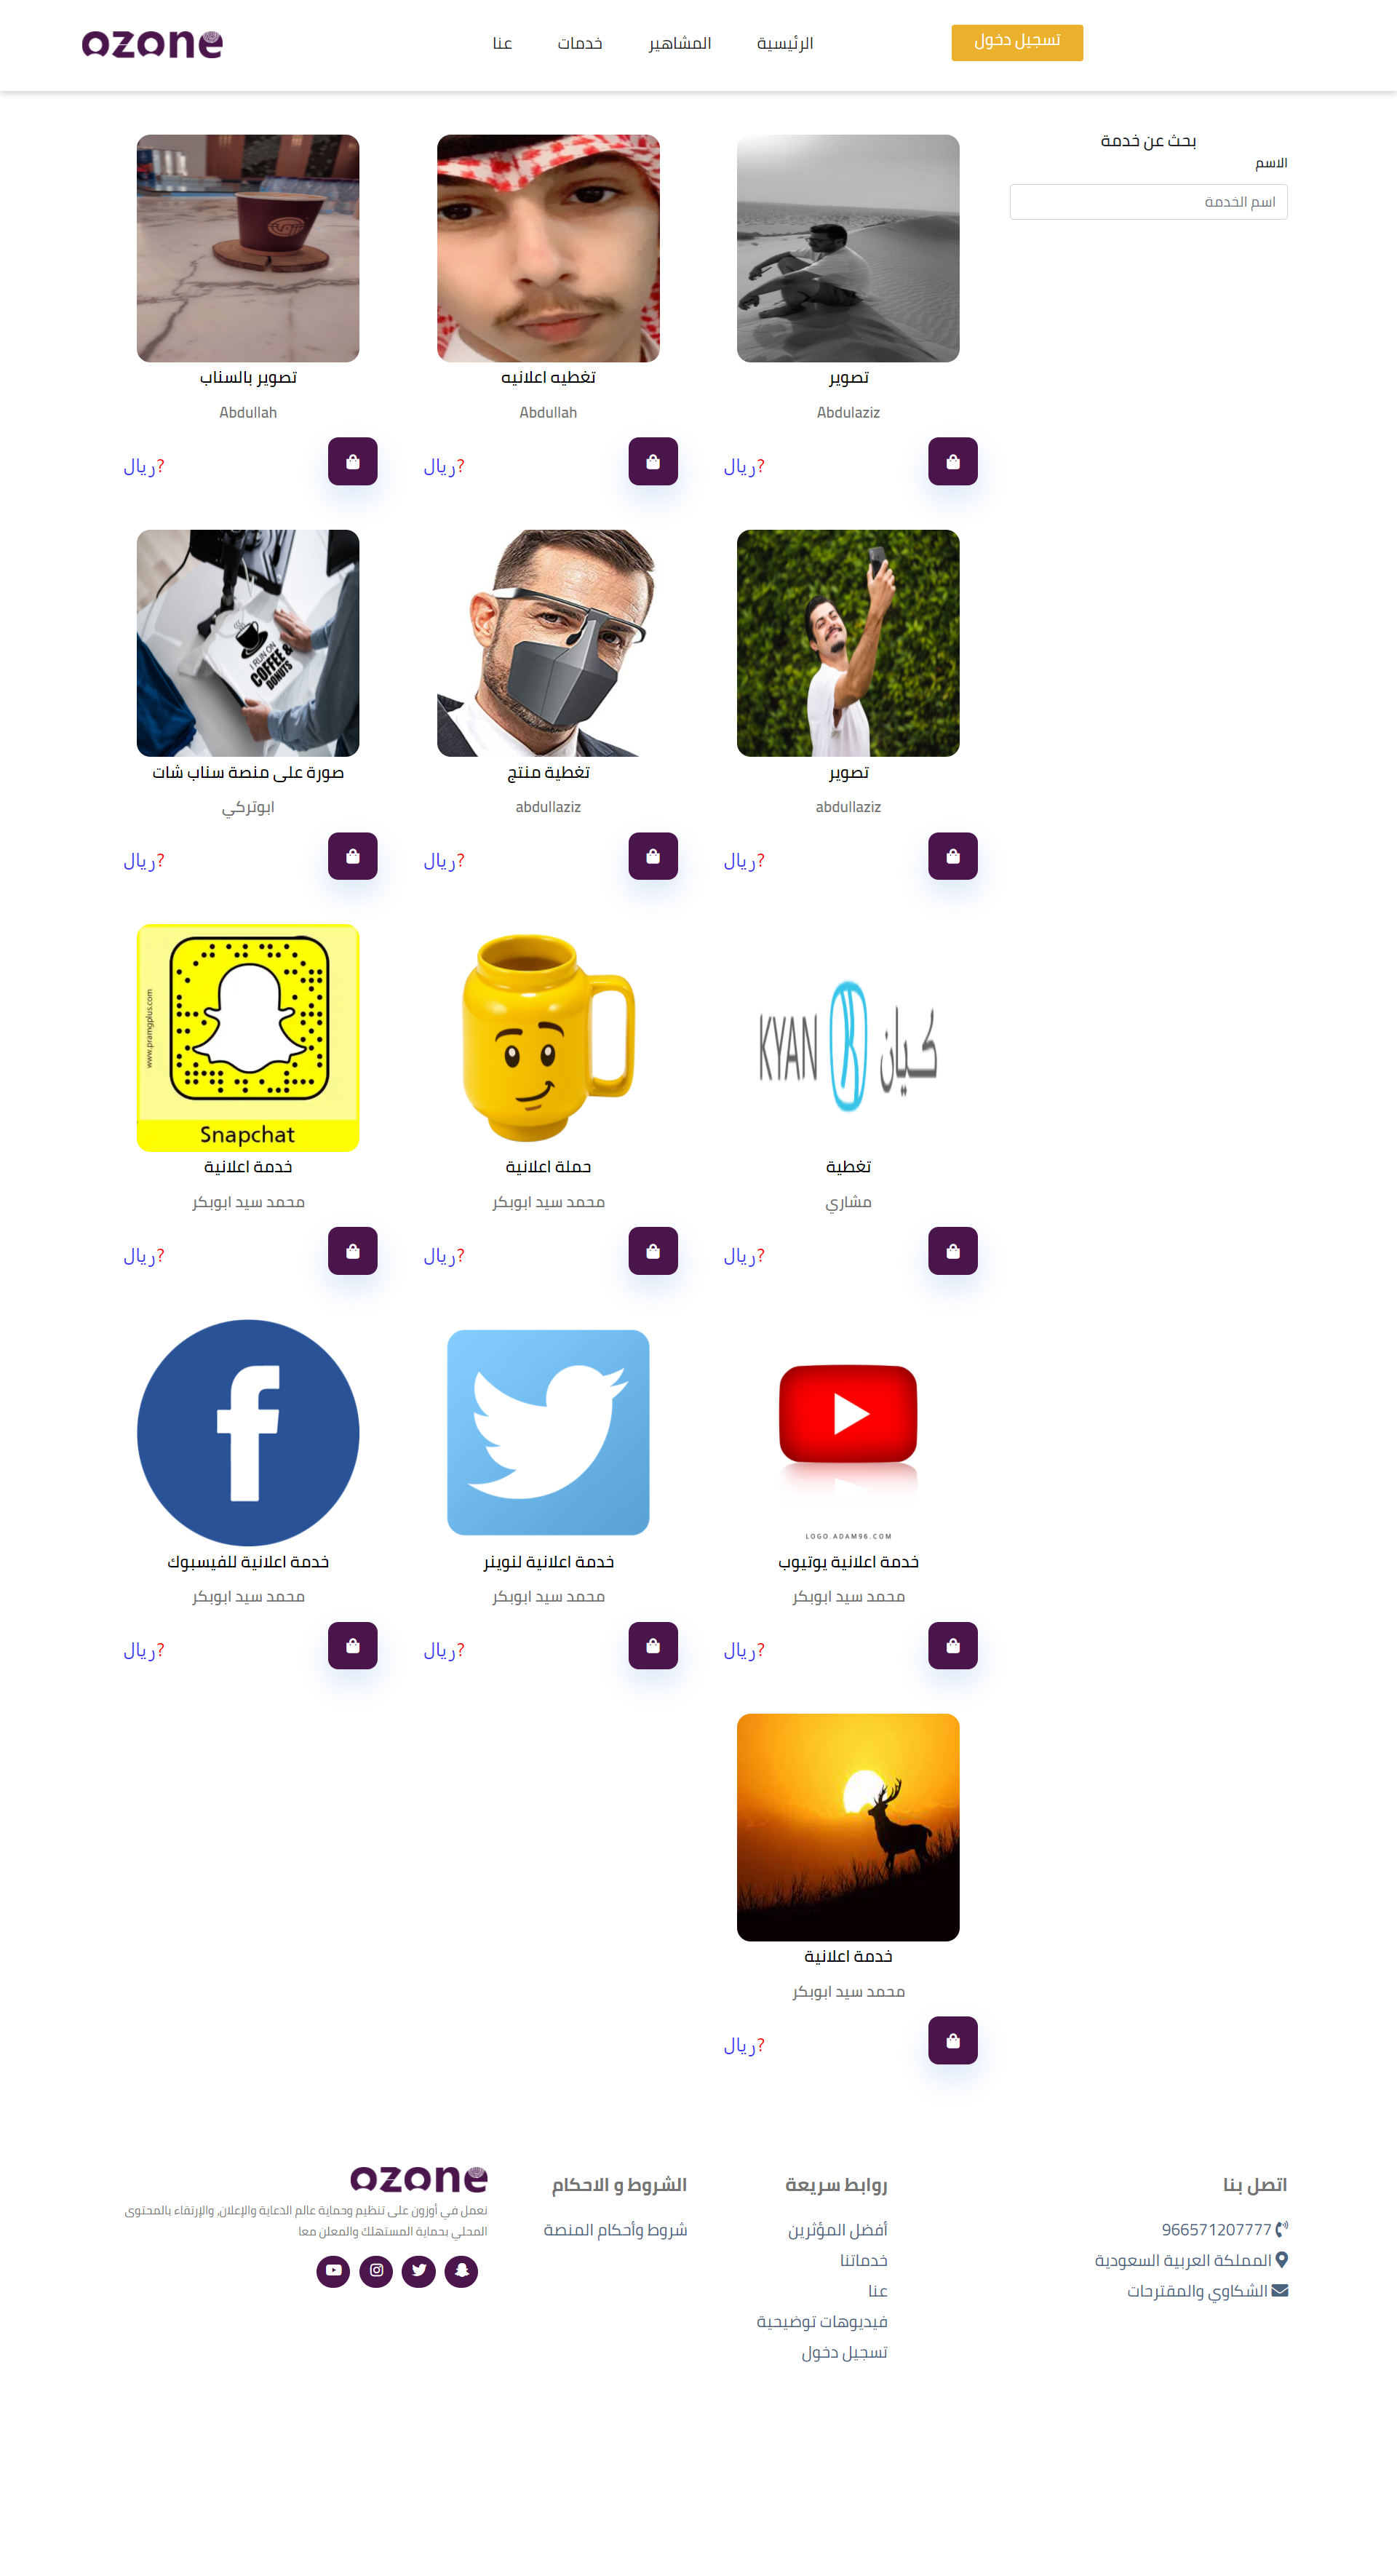 تسجيل دخول
الرئيسية
المشاهير
خدمات
عنا
ozone
بحث عن خدمة
الاسم
اسم الخدمة
تصوير
Abdulaziz
?ريال
تغطيه اعلانيه
Abdullah
?ريال
تصوير بالسناب
Abdullah
?ريال
تصوير
abdullaziz
?ريال
تغطية منتج
abdullaziz
?ريال
I RUN ON
COFFEE &
DONUTS
صورة على منصة سناب شات
ابوتركي
?ريال
KYAN كيان
تغطية
مشاري
?ريال
حملة اعلانية
محمد سيد ابوبكر
?ريال
www.pramgplus.com
Snapchat
خدمة اعلانية
محمد سيد ابوبكر
?ريال
LOGO.ADAM96.COM
خدمة اعلانية يوتيوب
محمد سيد ابوبكر
?ريال
خدمة اعلانية لنوينر
محمد سيد ابوبكر
?ريال
خدمة اعلانية للفيسبوك
محمد سيد ابوبكر
?ريال
خدمة اعلانية
محمد سيد ابوبكر
?ريال
اتصل بنا
966571207777
المملكة العربية السعودية
الشكاوي والمقترحات
روابط سريعة
أفضل المؤثرين
خدماتنا
عنا
فيديوهات توضيحية
تسجيل دخول
الشروط و الاحكام
شروط وأحكام المنصة
ozone
نعمل في أوزون على تنظيم وحماية عالم الدعاية والإعلان، والإرتقاء بالمحتوى
المحلي بحماية المستهلك والمعلن معا